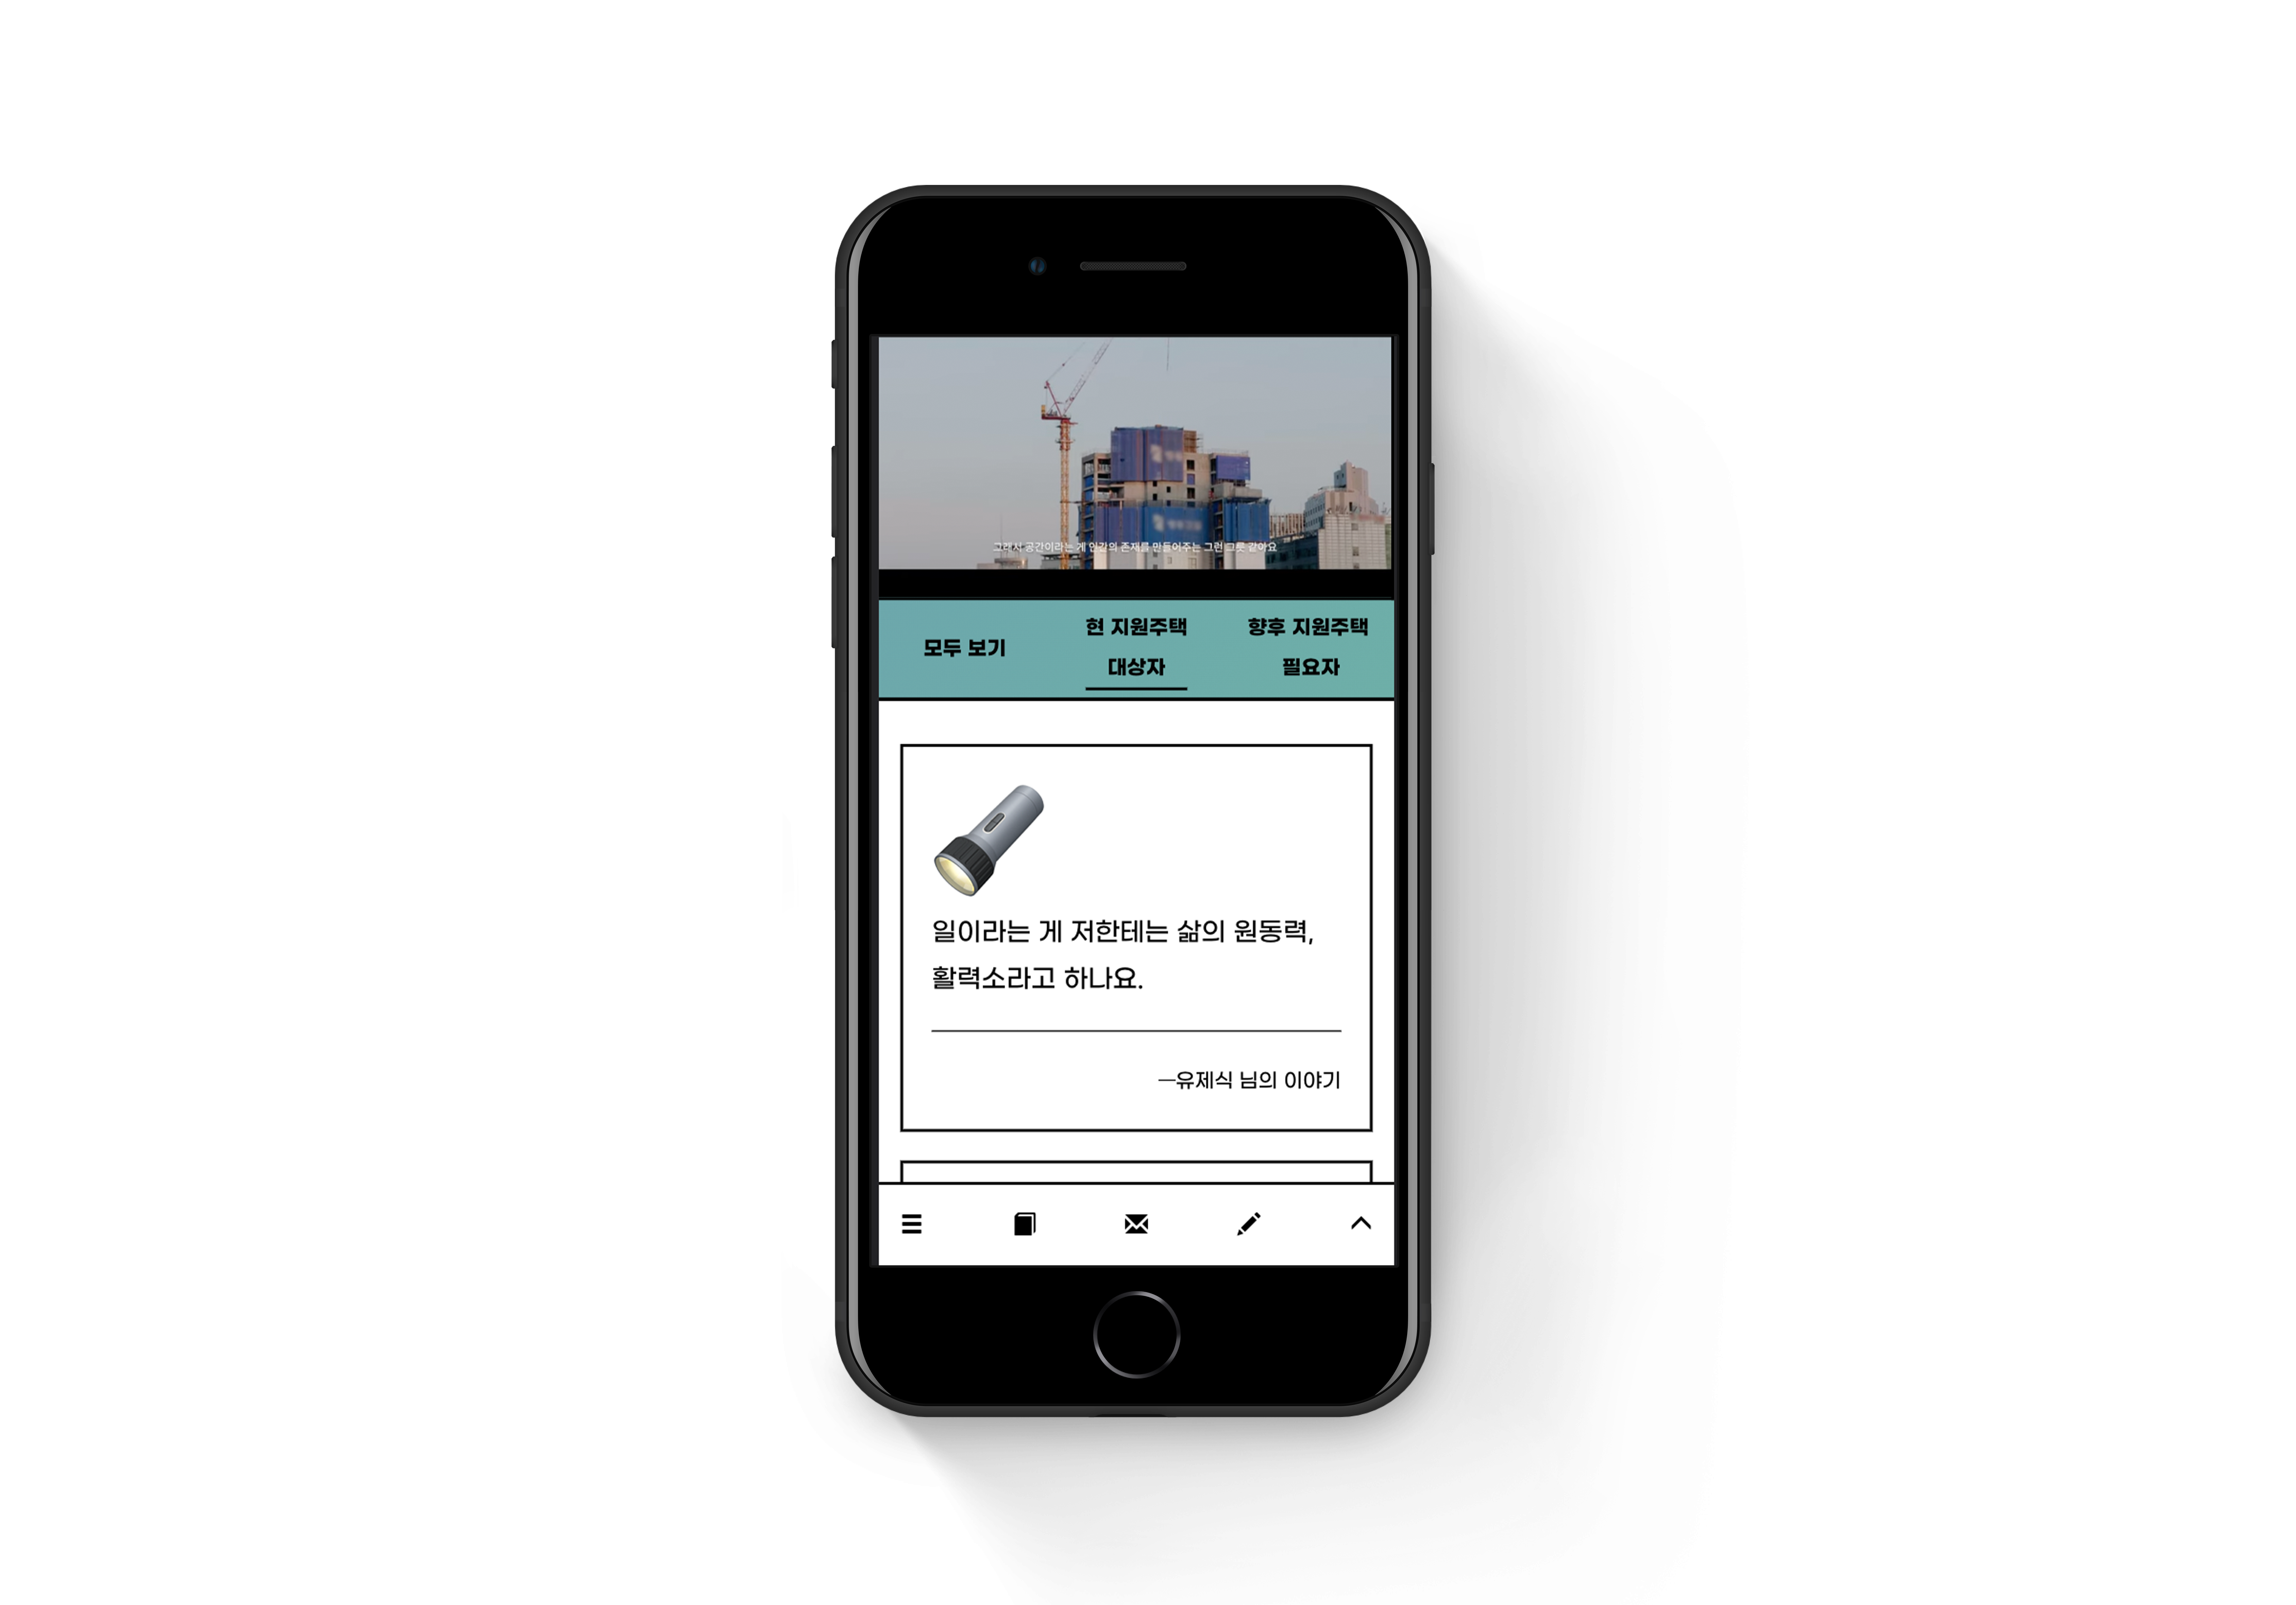 그래서 공간이라는 게 인간의 존재를 만들어주는 그런 그릇 같아요
모두 보기
현 지원주택
대상자
향후 지원주택
필요자
일이라는 게 저한테는 삶의 원동력,
활력소라고 하나요.
—유제식 님의 이야기